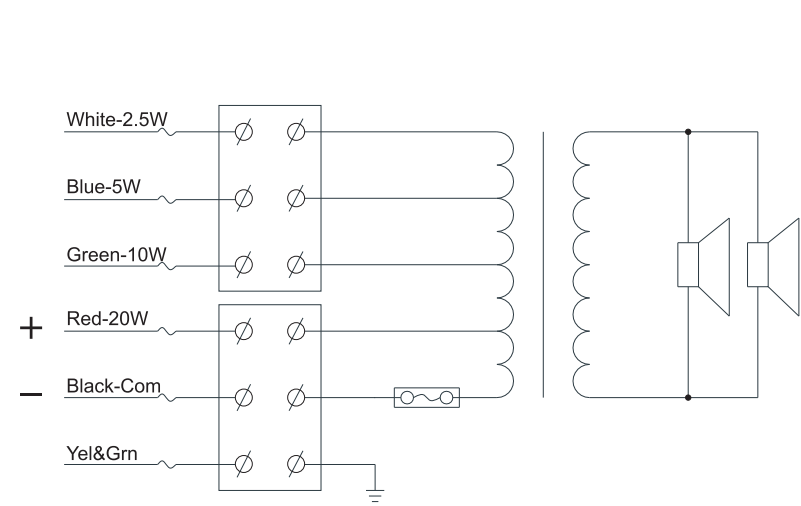 White-2.5W
Blue-5W
Green-10W
Red-20W
+
Black-Com
−
Yel&Grn